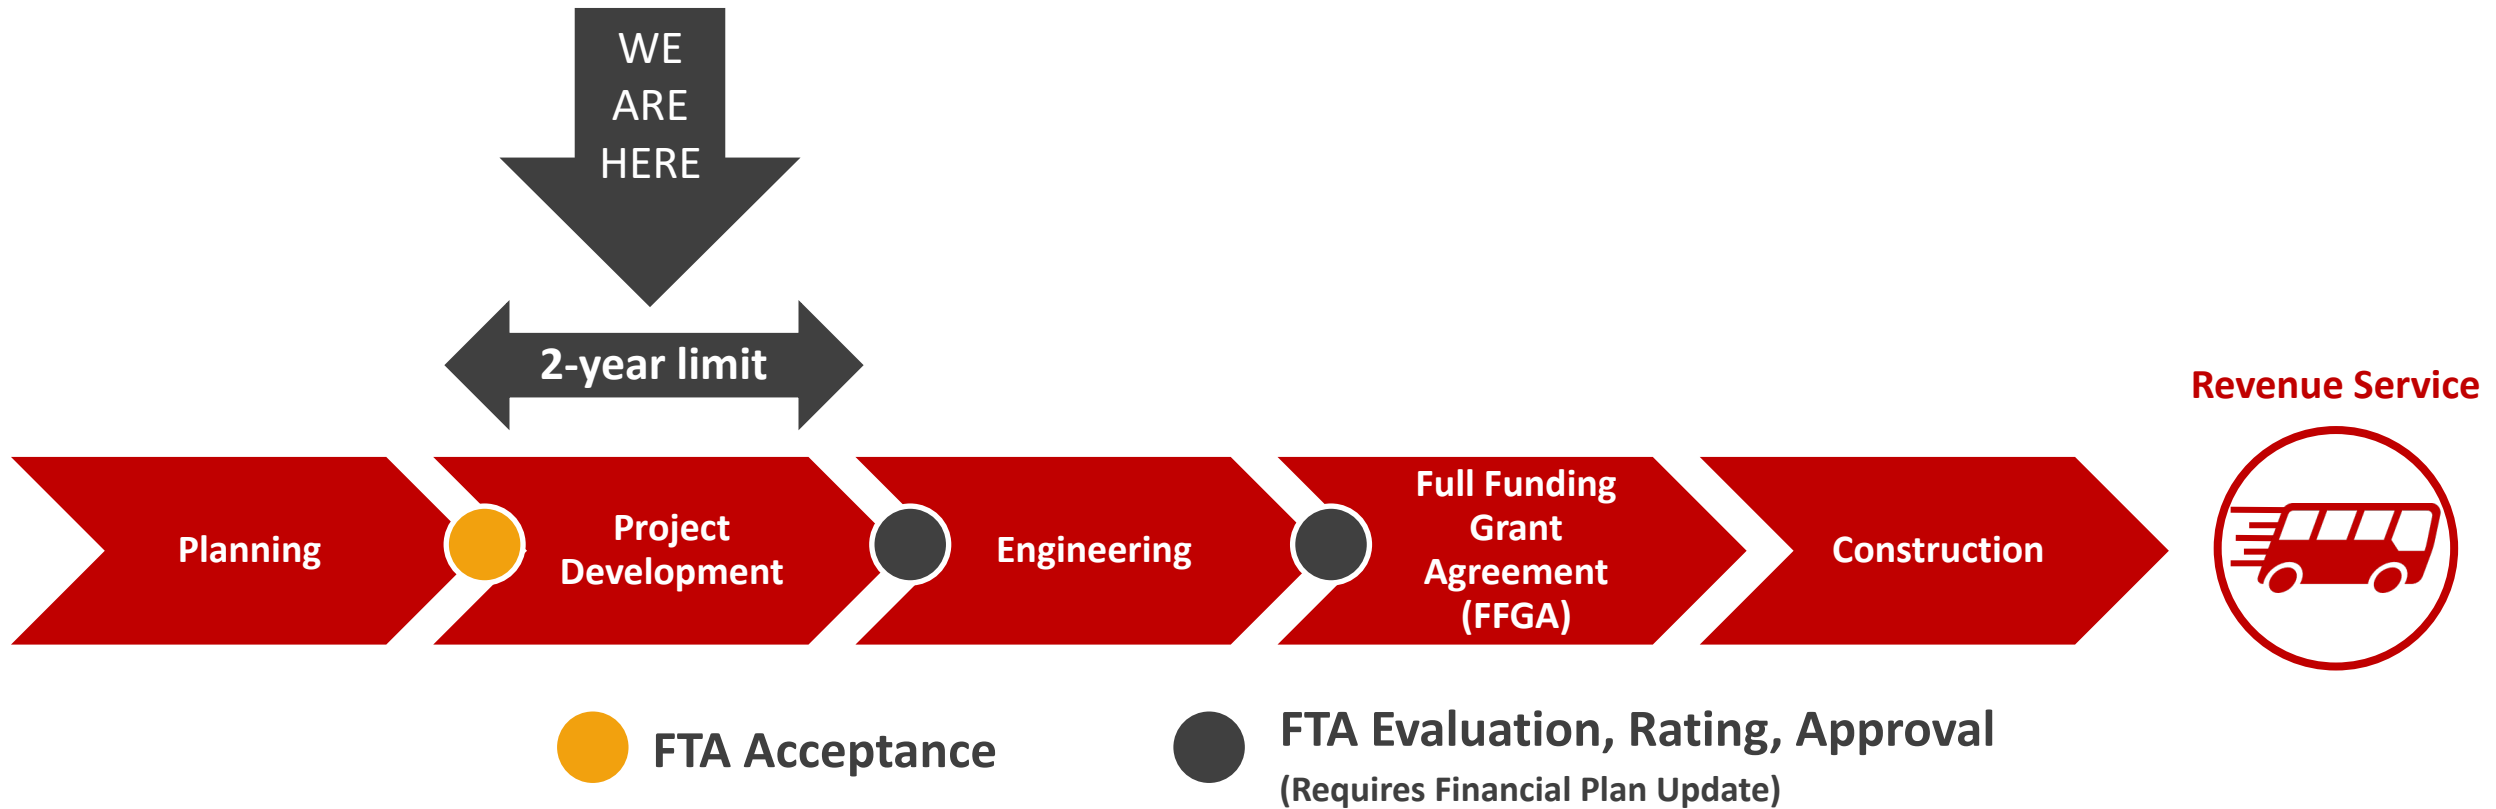 WE
ARE
HERE
2-year limit
Revenue Service
Planning
Project
Development
Engineering
Full Funding
Grant
Agreement
(FFGA)
Construction
FTA Acceptance
FTA Evaluation, Rating, Approval
(Requires Financial Plan Update)